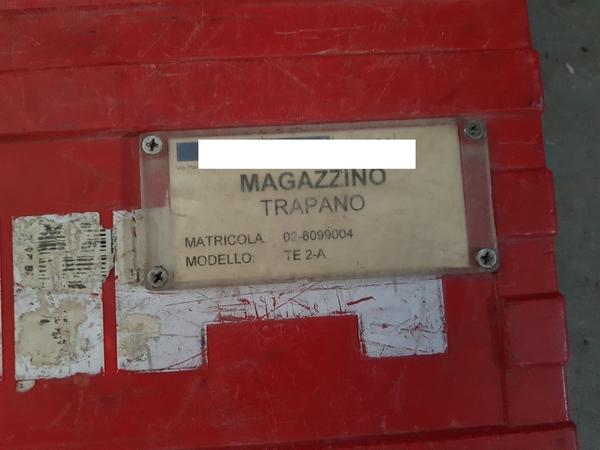 MAGAZZINO
TRAPANO
MATRICOLA: 02-8099004
MODELLO: TE 2-A